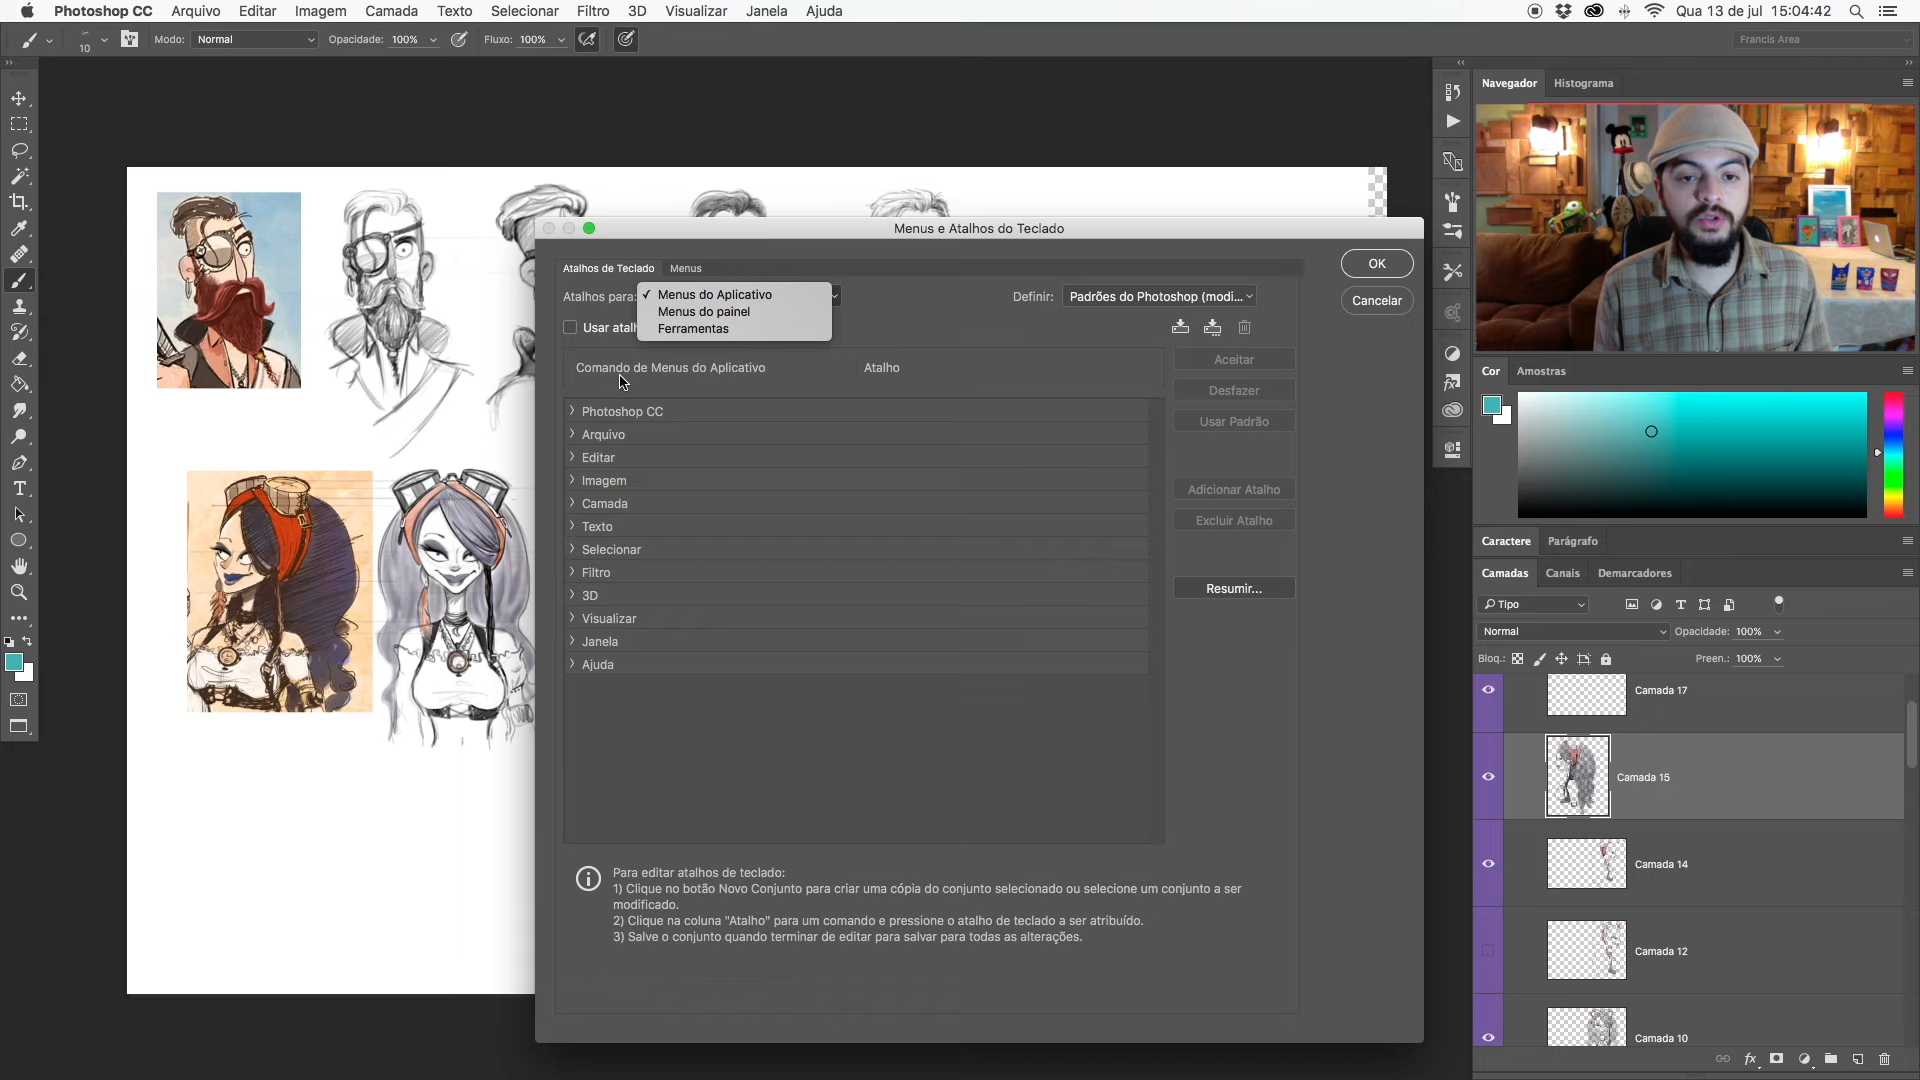 Photoshop CC Arquivo Editar Imagem Camada Texto Selecionar Filtro 3D Visualizar Janela Ajuda Qua 13 de jul 15:04:42
10 Modo: Normal Opacidade: 100% Fluxo: 100% Francis Area
Navegador Histograma
Menus e Atalhos do Teclado
Atalhos de Teclado Menus
OK
Atalhos para: ✓ Menus do Aplicativo
Menus do painel
Ferramentas
Definir: Padrões do Photoshop (modi...
Cancelar
Usar atalh
Comando de Menus do Aplicativo Atalho
Aceitar
Desfazer
Usar Padrão
Adicionar Atalho
Excluir Atalho
Resumir...
Photoshop CC
Arquivo
Editar
Imagem
Camada
Texto
Selecionar
Filtro
3D
Visualizar
Janela
Ajuda
Para editar atalhos de teclado:
1) Clique no botão Novo Conjunto para criar uma cópia do conjunto selecionado ou selecione um conjunto a ser
modificado.
2) Clique na coluna "Atalho" para um comando e pressione o atalho de teclado a ser atribuído.
3) Salve o conjunto quando terminar de editar para salvar para todas as alterações.
Cor Amostras
Caractere Parágrafo
Camadas Canais Demarcadores
Tipo
Normal Opacidade: 100%
Bloq.: Preen.: 100%
Camada 17
Camada 15
Camada 14
Camada 12
Camada 10